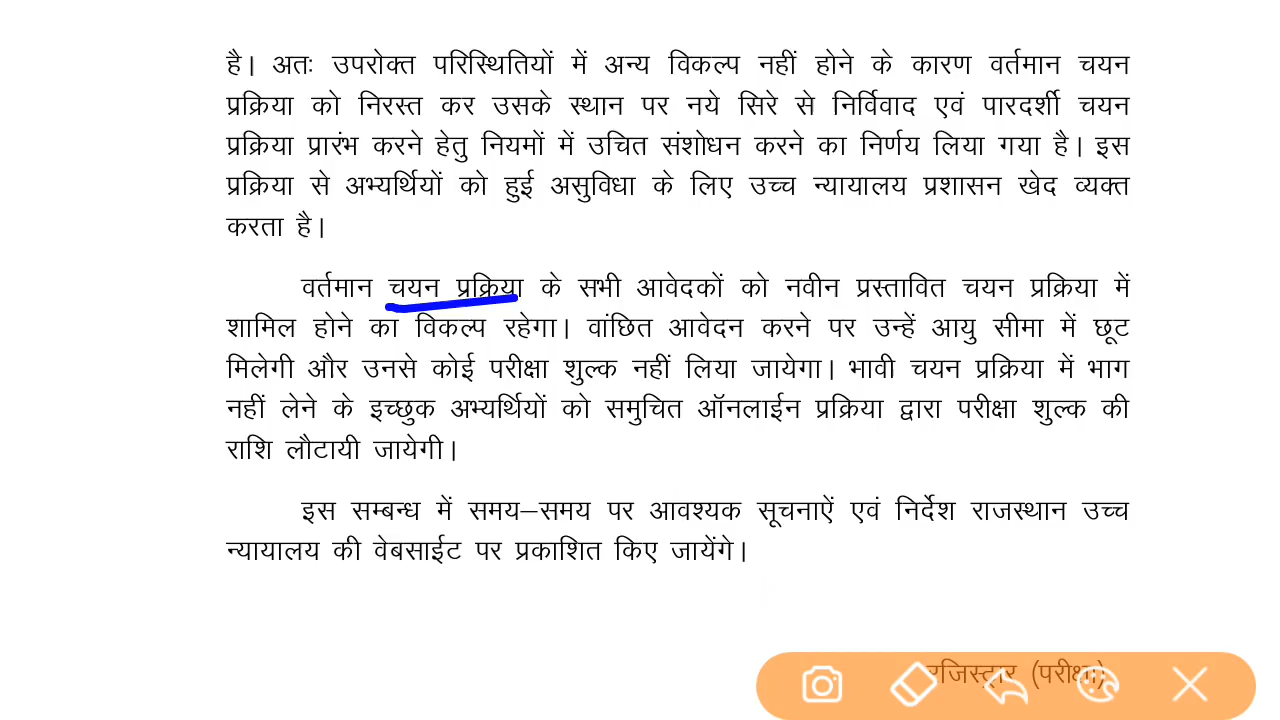 है। अतः उपरोक्त परिस्थितियों में अन्य विकल्प नहीं होने के कारण वर्तमान चयन
प्रक्रिया को निरस्त कर उसके स्थान पर नये सिरे से निर्विवाद एवं पारदर्शी चयन
प्रक्रिया प्रारंभ करने हेतु नियमों में उचित संशोधन करने का निर्णय लिया गया है। इस
प्रक्रिया से अभ्यर्थियों को हुई असुविधा के लिए उच्च न्यायालय प्रशासन खेद व्यक्त
करता है।
वर्तमान चयन प्रक्रिया के सभी आवेदकों को नवीन प्रस्तावित चयन प्रक्रिया में
शामिल होने का विकल्प रहेगा। वांछित आवेदन करने पर उन्हें आयु सीमा में छूट
मिलेगी और उनसे कोई परीक्षा शुल्क नहीं लिया जायेगा। भावी चयन प्रक्रिया में भाग
नहीं लेने के इच्छुक अभ्यर्थियों को समुचित ऑनलाईन प्रक्रिया द्वारा परीक्षा शुल्क की
राशि लौटायी जायेगी।
इस सम्बन्ध में समय–समय पर आवश्यक सूचनाऐं एवं निर्देश राजस्थान उच्च
न्यायालय की वेबसाईट पर प्रकाशित किए जायेंगे।
रजिस्ट्रार (परीक्षा)